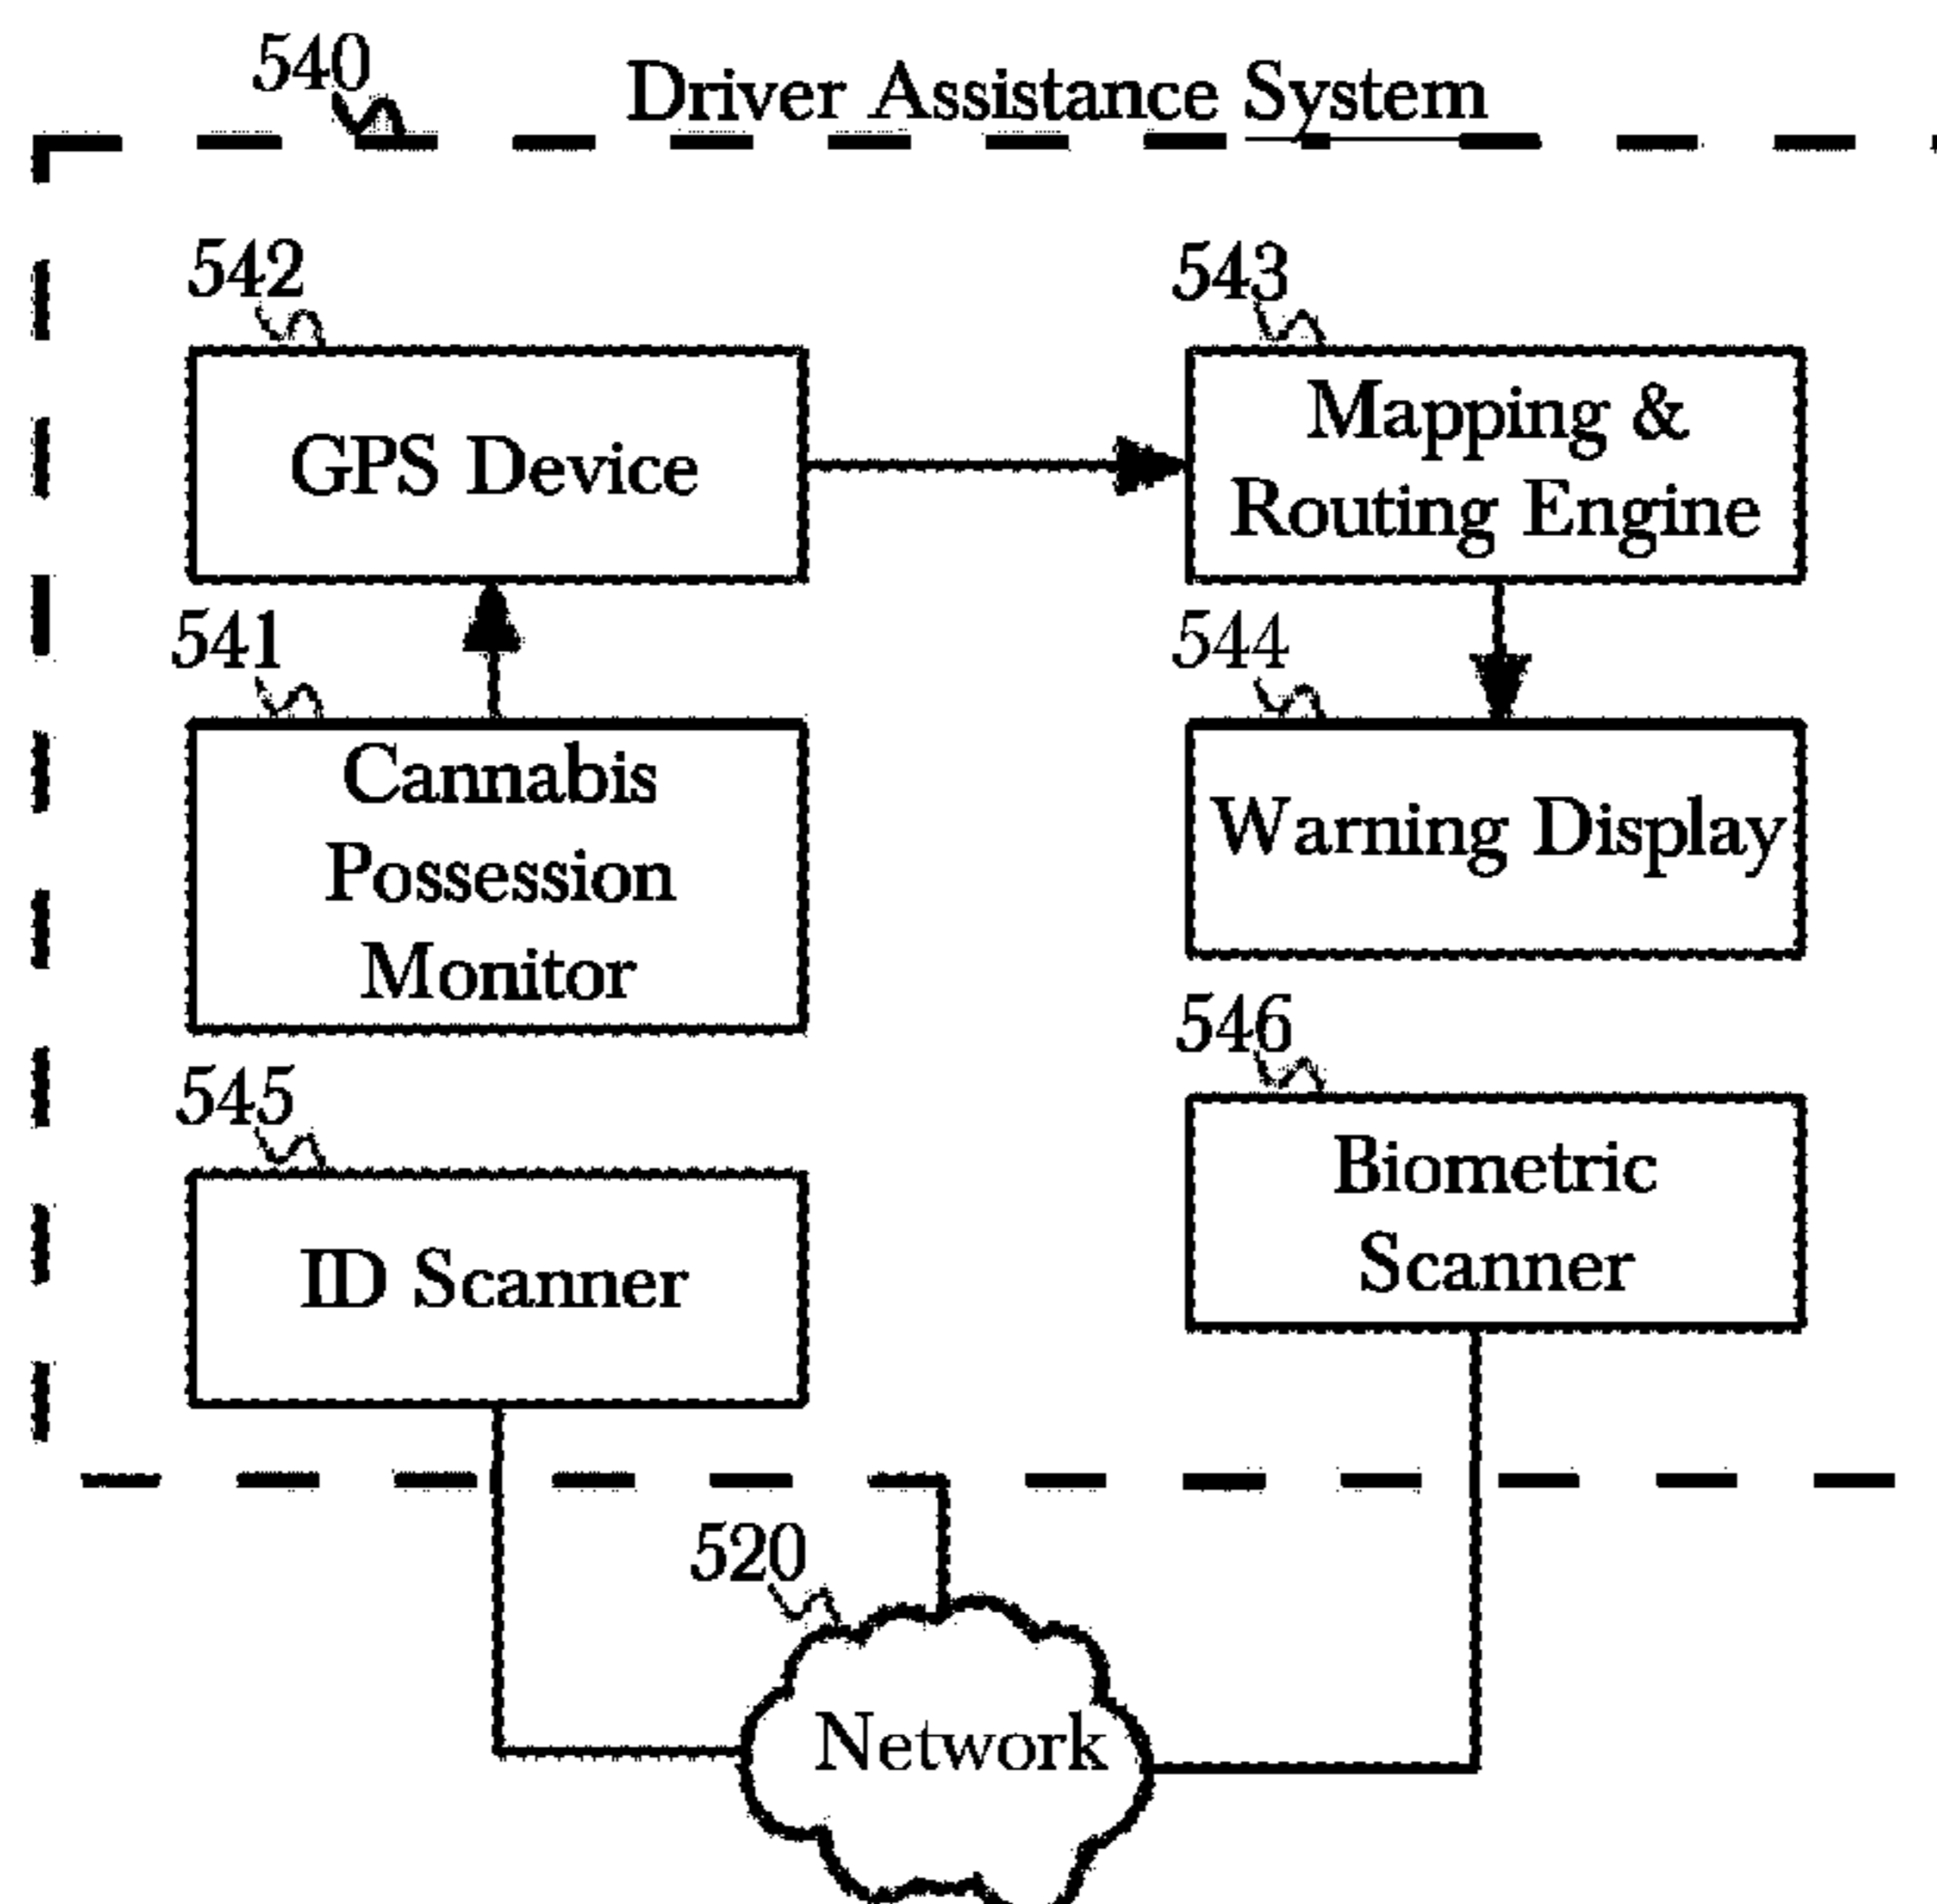 540
Driver Assistance System
542
GPS Device
543
Mapping &
Routing Engine
541
Cannabis
Possession
Monitor
544
Warning Display
545
ID Scanner
546
Biometric
Scanner
520
Network